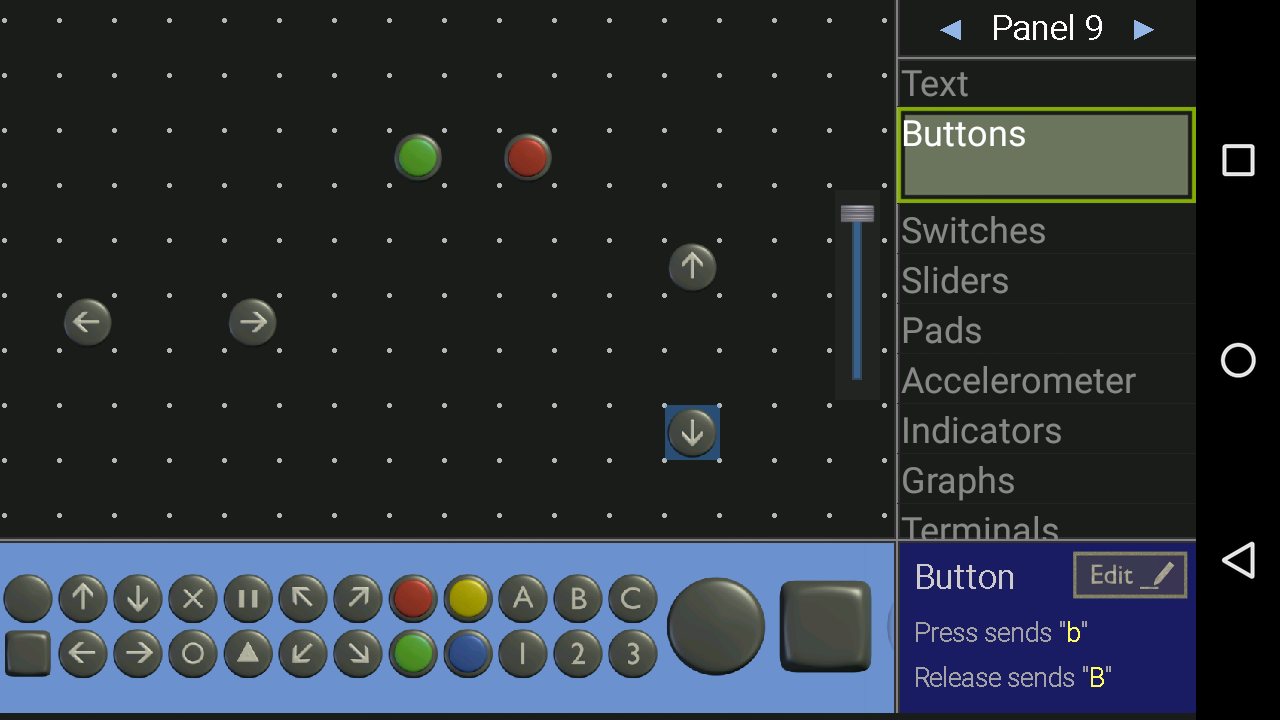 Panel 9
Text
Buttons
Switches
Sliders
Pads
Accelerometer
Indicators
Graphs
Terminals
A B C
1 2 3
Button
Edit
Press sends "b"
Release sends "B"